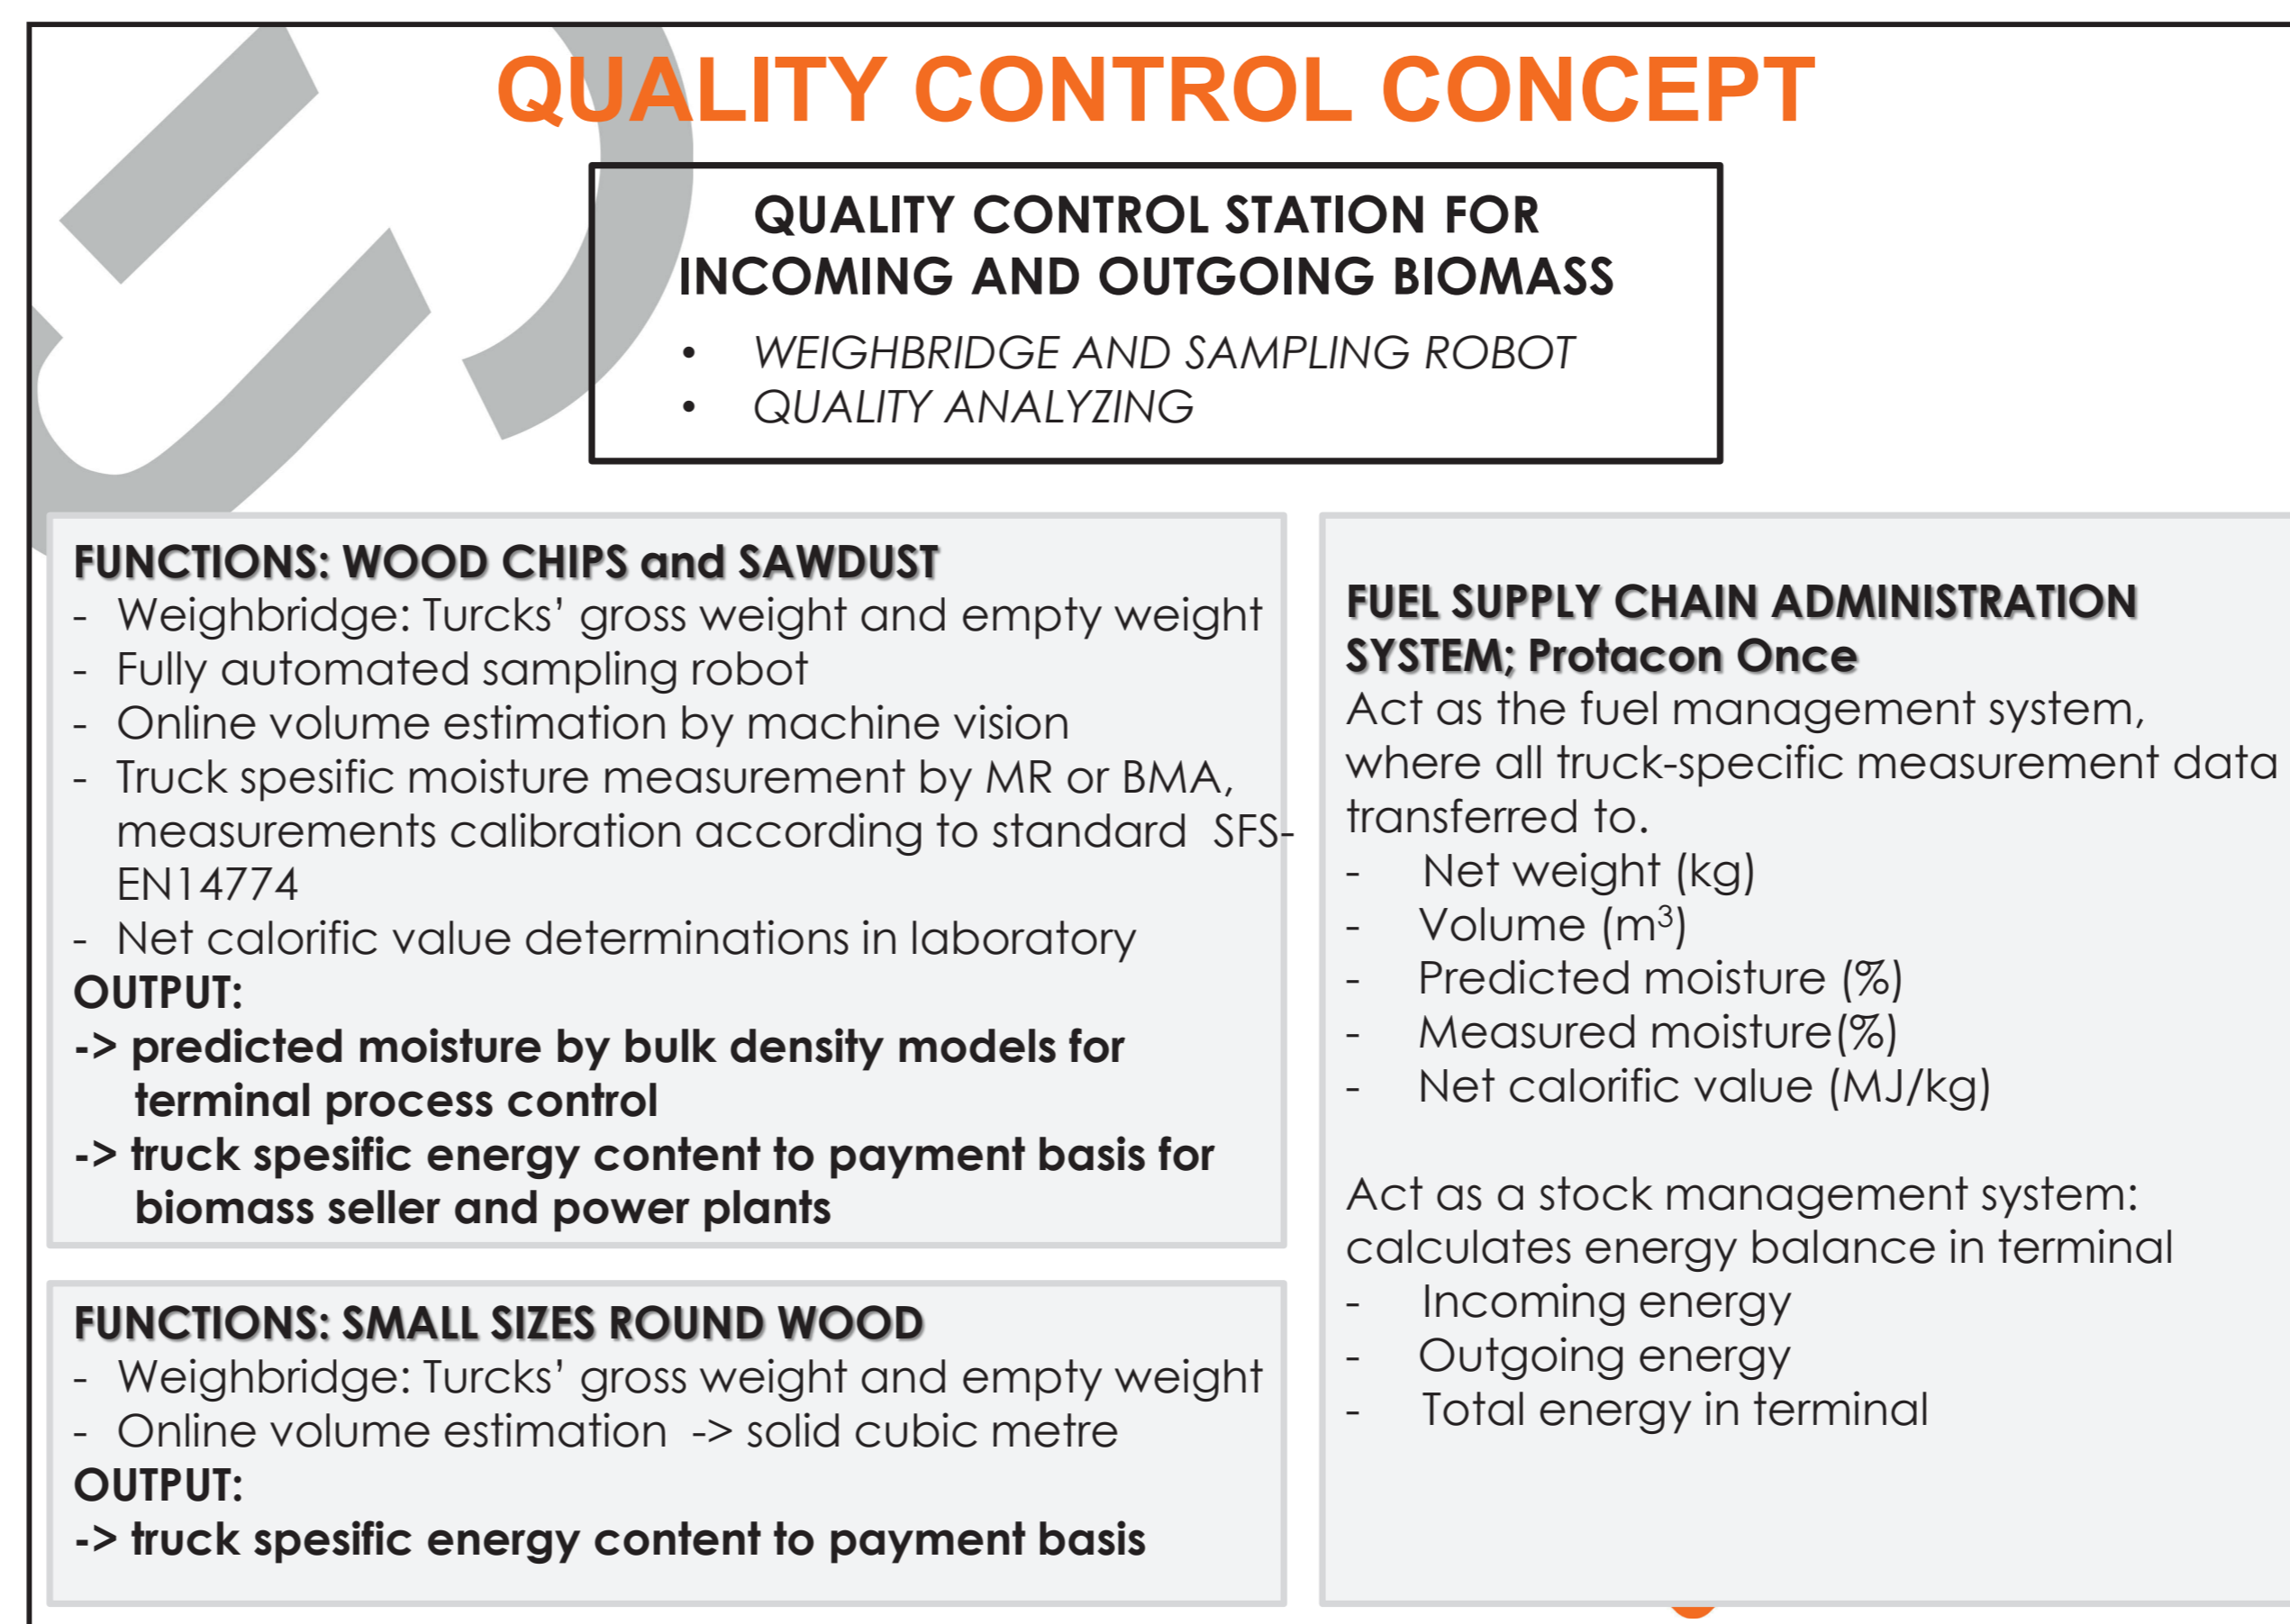 QUALITY CONTROL CONCEPT
QUALITY CONTROL STATION FOR
INCOMING AND OUTGOING BIOMASS
• WEIGHBRIDGE AND SAMPLING ROBOT
• QUALITY ANALYZING
FUNCTIONS: WOOD CHIPS and SAWDUST
- Weighbridge: Turcks’ gross weight and empty weight
- Fully automated sampling robot
- Online volume estimation by machine vision
- Truck spesific moisture measurement by MR or BMA,
measurements calibration according to standard SFS-
EN14774
- Net calorific value determinations in laboratory
OUTPUT:
-> predicted moisture by bulk density models for
terminal process control
-> truck spesific energy content to payment basis for
biomass seller and power plants
FUNCTIONS: SMALL SIZES ROUND WOOD
- Weighbridge: Turcks’ gross weight and empty weight
- Online volume estimation -> solid cubic metre
OUTPUT:
-> truck spesific energy content to payment basis
FUEL SUPPLY CHAIN ADMINISTRATION
SYSTEM; Protacon Once
Act as the fuel management system,
where all truck-specific measurement data
transferred to.
- Net weight (kg)
- Volume (m³)
- Predicted moisture (%)
- Measured moisture(%)
- Net calorific value (MJ/kg)
Act as a stock management system:
calculates energy balance in terminal
- Incoming energy
- Outgoing energy
- Total energy in terminal